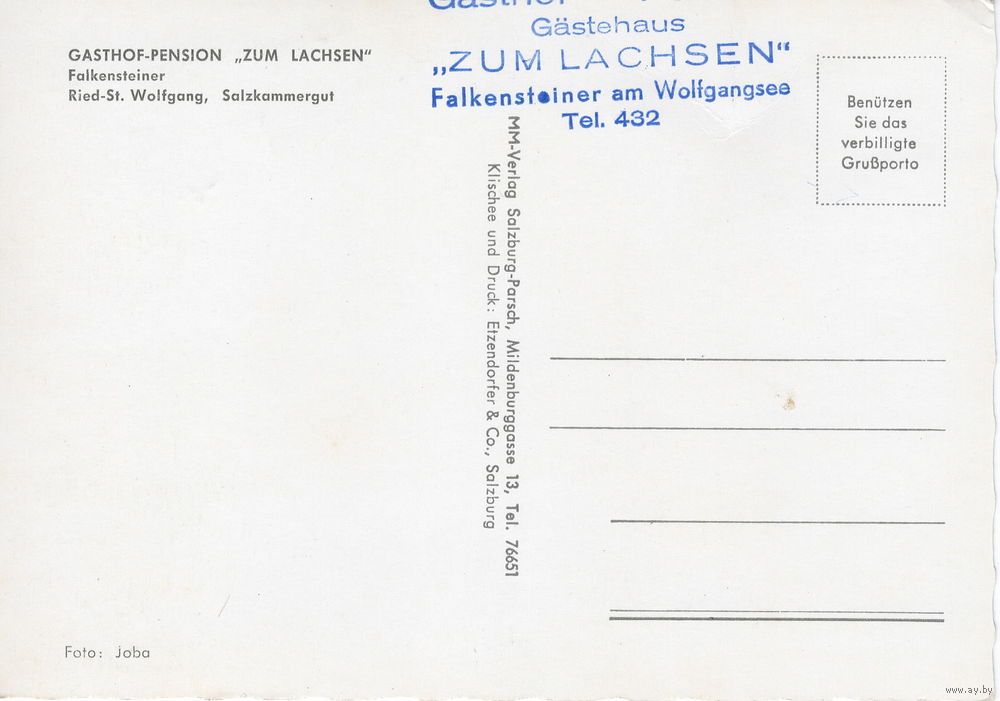 GASTHOF-PENSION „ZUM LACHSEN“
Falkensteiner
Ried-St. Wolfgang, Salzkammergut
Gasthof
Gästehaus
„ZUM LACHSEN“
Falkensteiner am Wolfgangsee
Tel. 432
Benützen
Sie das
verbilligte
Grußporto
MM-Verlag Salzburg-Parsch, Mildenburggasse 13, Tel. 76651
Klischee und Druck: Etzendorfer & Co., Salzburg
Foto: Joba
www.ay.by